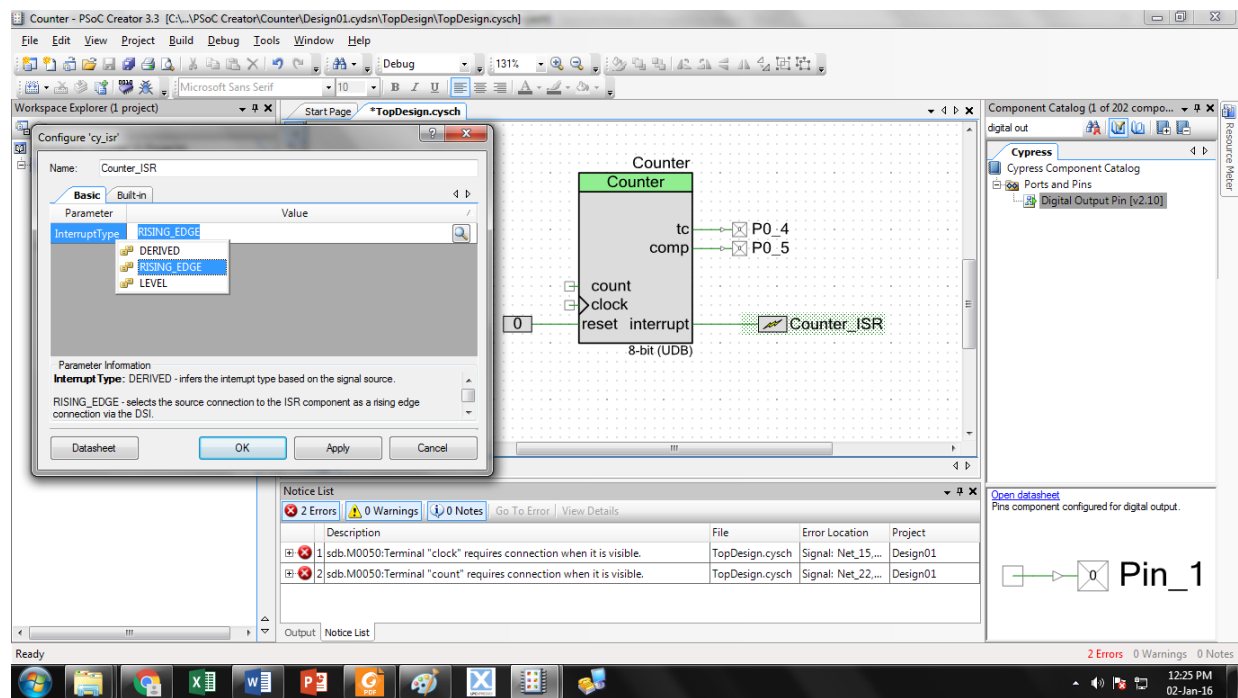 Counter - PSoC Creator 3.3 [C:\...\PSoC Creator\Counter\Design01.cydsn\TopDesign\TopDesign.cysch]
File Edit View Project Build Debug Tools Window Help
Debug 131%
Microsoft Sans Serif 10 B I U A
Workspace Explorer (1 project)
Start Page *TopDesign.cysch
Component Catalog (1 of 202 compo...
digital out
Resource Meter
Cypress
Cypress Component Catalog
Ports and Pins
Digital Output Pin [v2.10]
Configure 'cy_isr'
Name: Counter_ISR
Basic Built-in
Parameter Value
InterruptType RISING_EDGE
DERIVED
RISING_EDGE
LEVEL
Parameter Information
InterruptType: DERIVED - infers the interrupt type based on the signal source.
RISING_EDGE - selects the source connection to the ISR component as a rising edge
connection via the DSI.
Datasheet OK Apply Cancel
Counter
Counter
tc P0_4
comp P0_5
count
clock
0 reset interrupt Counter_ISR
8-bit (UDB)
Notice List
2 Errors 0 Warnings 0 Notes Go To Error View Details
Description File Error Location Project
1 sdb.M0050:Terminal "clock" requires connection when it is visible. TopDesign.cysch Signal: Net_15,... Design01
2 sdb.M0050:Terminal "count" requires connection when it is visible. TopDesign.cysch Signal: Net_22,... Design01
Output Notice List
Open datasheet
Pins component configured for digital output.
0 Pin_1
Ready 2 Errors 0 Warnings 0 Notes
12:25 PM
02-Jan-16